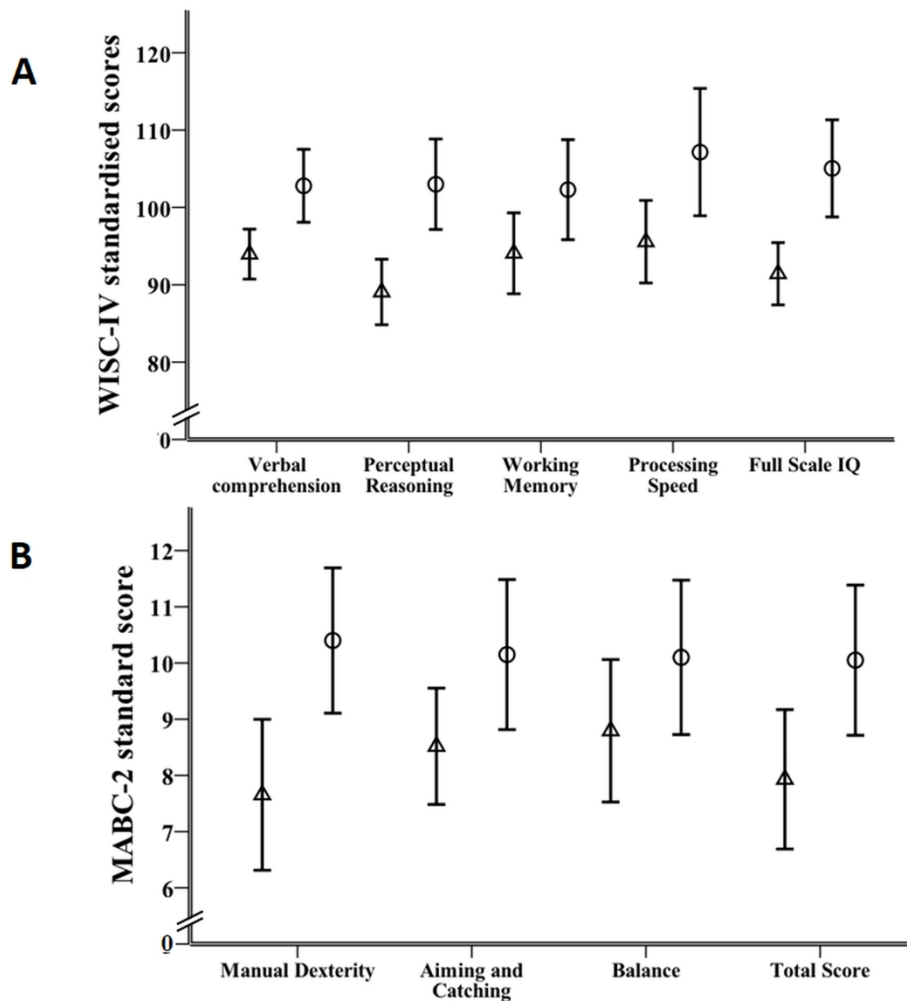 A
WISC-IV standardised scores
120
110
100
90
80
0
Verbal
comprehension
Perceptual
Reasoning
Working
Memory
Processing
Speed
Full Scale IQ
B
MABC-2 standard score
12
11
10
9
8
7
6
0
Manual Dexterity
Aiming and
Catching
Balance
Total Score